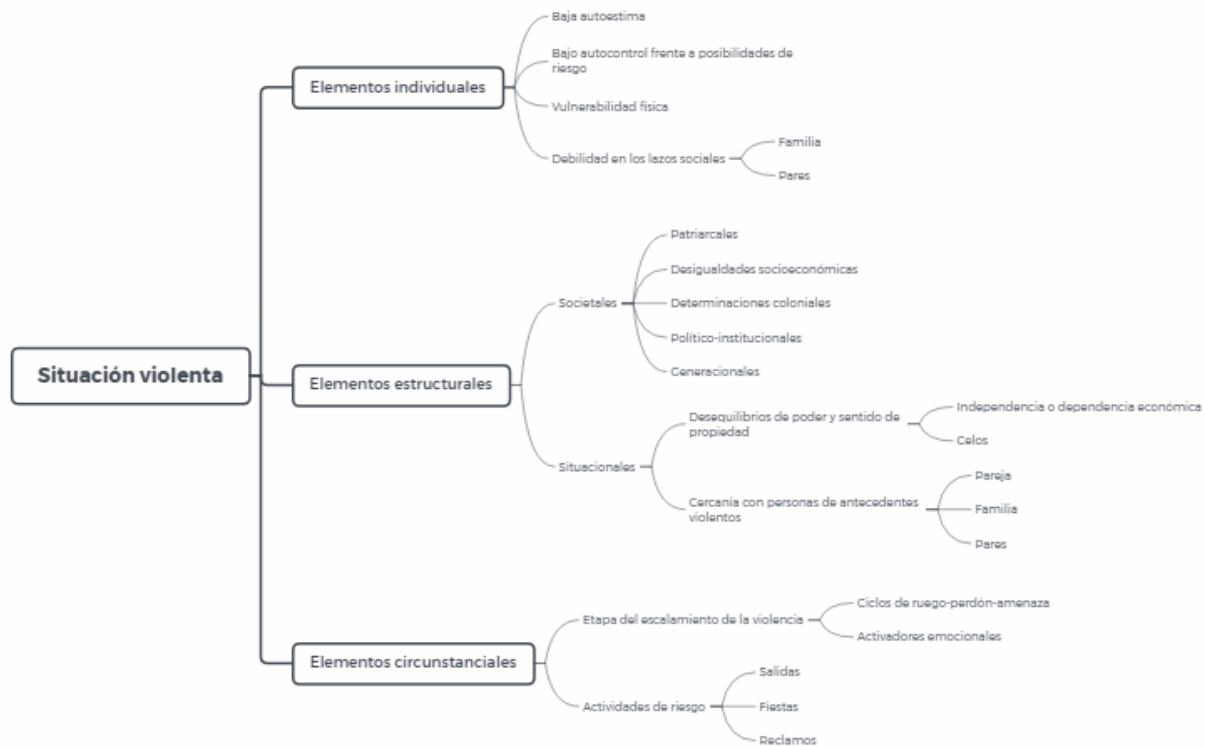 Situación violenta
Elementos individuales
Baja autoestima
Bajo autocontrol frente a posibilidades de
riesgo
Vulnerabilidad física
Debilidad en los lazos sociales
Familia
Pares
Elementos estructurales
Societales
Patriarcales
Desigualdades socioeconómicas
Determinaciones coloniales
Político-institucionales
Generacionales
Situacionales
Desequilibrios de poder y sentido de
propiedad
Independencia o dependencia económica
Celos
Cercanía con personas de antecedentes
violentos
Pareja
Familia
Pares
Elementos circunstanciales
Etapa del escalamiento de la violencia
Ciclos de ruego-perdón-amenaza
Activadores emocionales
Actividades de riesgo
Salidas
Fiestas
Reclamos